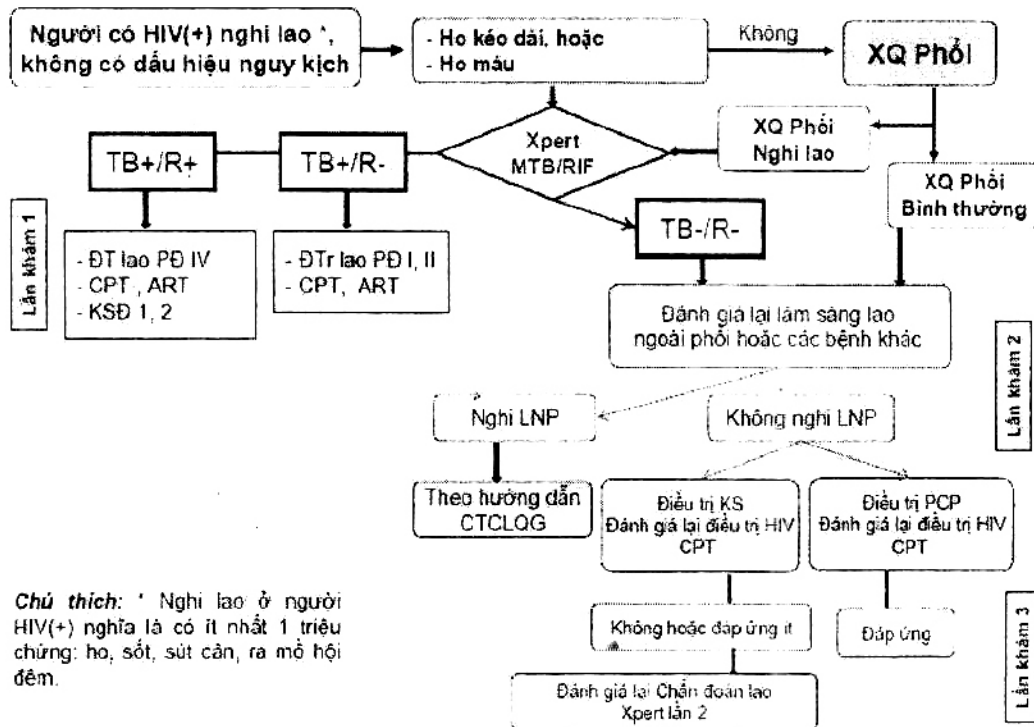 Người có HIV(+) nghi lao *,
không có dấu hiệu nguy kịch
- Ho kéo dài, hoặc
- Ho máu
Không
XQ Phổi
XQ Phổi
Nghi lao
XQ Phổi
Bình thường
Xpert
MTB/RIF
TB+/R+
TB+/R-
TB-/R-
Lần khám 1
- ĐT lao PĐ IV
- CPT , ART
- KSĐ 1, 2
- ĐTr lao PĐ I, II
- CPT, ART
Đánh giá lại lâm sàng lao
ngoài phổi hoặc các bệnh khác
Lần khám 2
Nghi LNP
Không nghi LNP
Theo hướng dẫn
CTCLQG
Điều trị KS
Đánh giá lại điều trị HIV
CPT
Điều trị PCP
Đánh giá lại điều trị HIV
CPT
Không hoặc đáp ứng ít
Đáp ứng
Lần khám 3
Đánh giá lại Chẩn đoán lao
Xpert lần 2
Chú thích: * Nghi lao ở người
HIV(+) nghĩa là có ít nhất 1 triệu
chứng: ho, sốt, sút cân, ra mồ hôi
đêm.